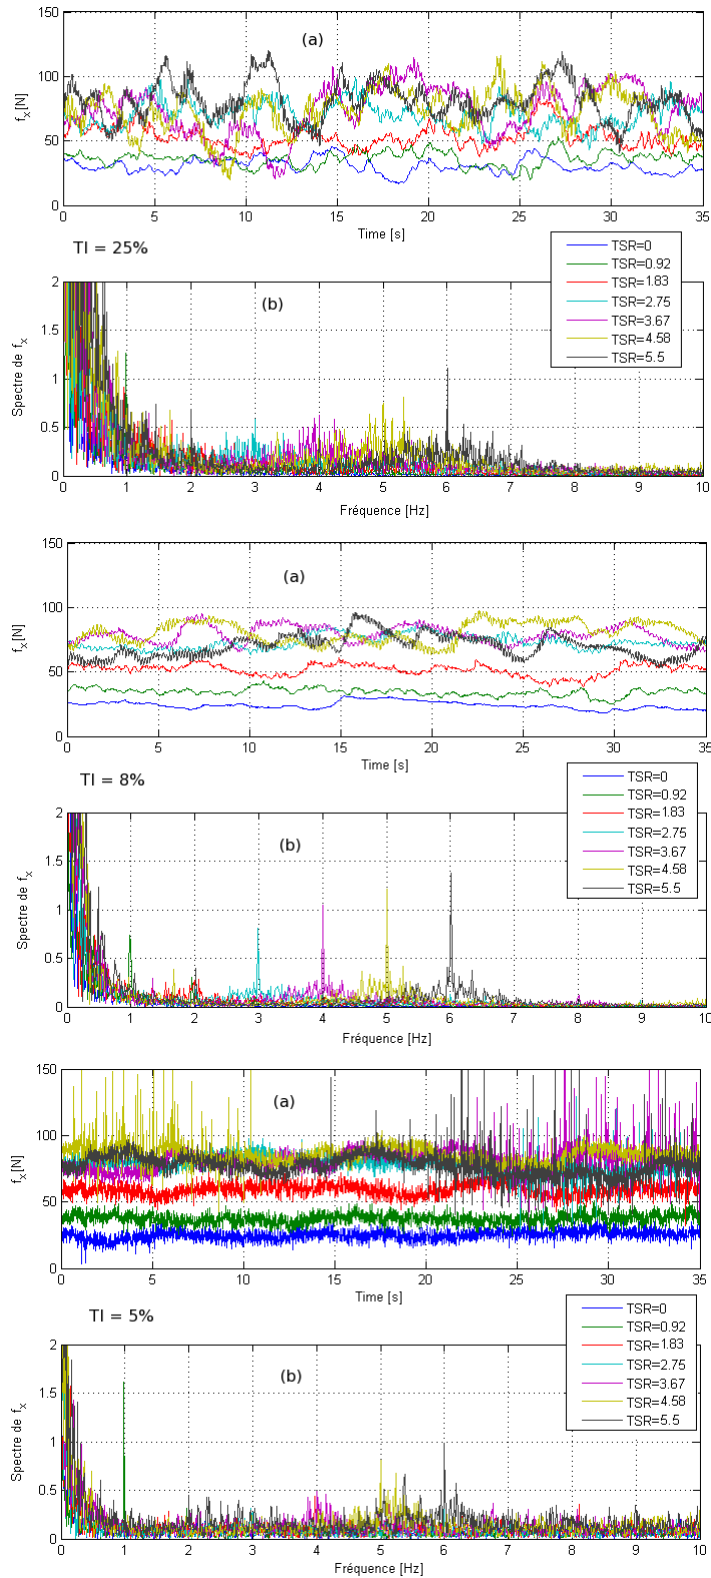 150
(a)
100
f_x[N]
50
0
0 5 10 15 20 25 30 35
Time [s]
TI = 25%
TSR=0
TSR=0.92
TSR=1.83
TSR=2.75
TSR=3.67
TSR=4.58
TSR=5.5
2
(b)
1.5
Spectre de f_x
1
0.5
0
0 1 2 3 4 5 6 7 8 9 10
Fréquence [Hz]
150
(a)
100
f_x[N]
50
0
0 5 10 15 20 25 30 35
Time [s]
TI = 8%
TSR=0
TSR=0.92
TSR=1.83
TSR=2.75
TSR=3.67
TSR=4.58
TSR=5.5
2
(b)
1.5
Spectre de f_x
1
0.5
0
0 1 2 3 4 5 6 7 8 9 10
Fréquence [Hz]
150
(a)
100
f_x[N]
50
0
0 5 10 15 20 25 30 35
Time [s]
TI = 5%
TSR=0
TSR=0.92
TSR=1.83
TSR=2.75
TSR=3.67
TSR=4.58
TSR=5.5
2
(b)
1.5
Spectre de f_x
1
0.5
0
0 1 2 3 4 5 6 7 8 9 10
Fréquence [Hz]